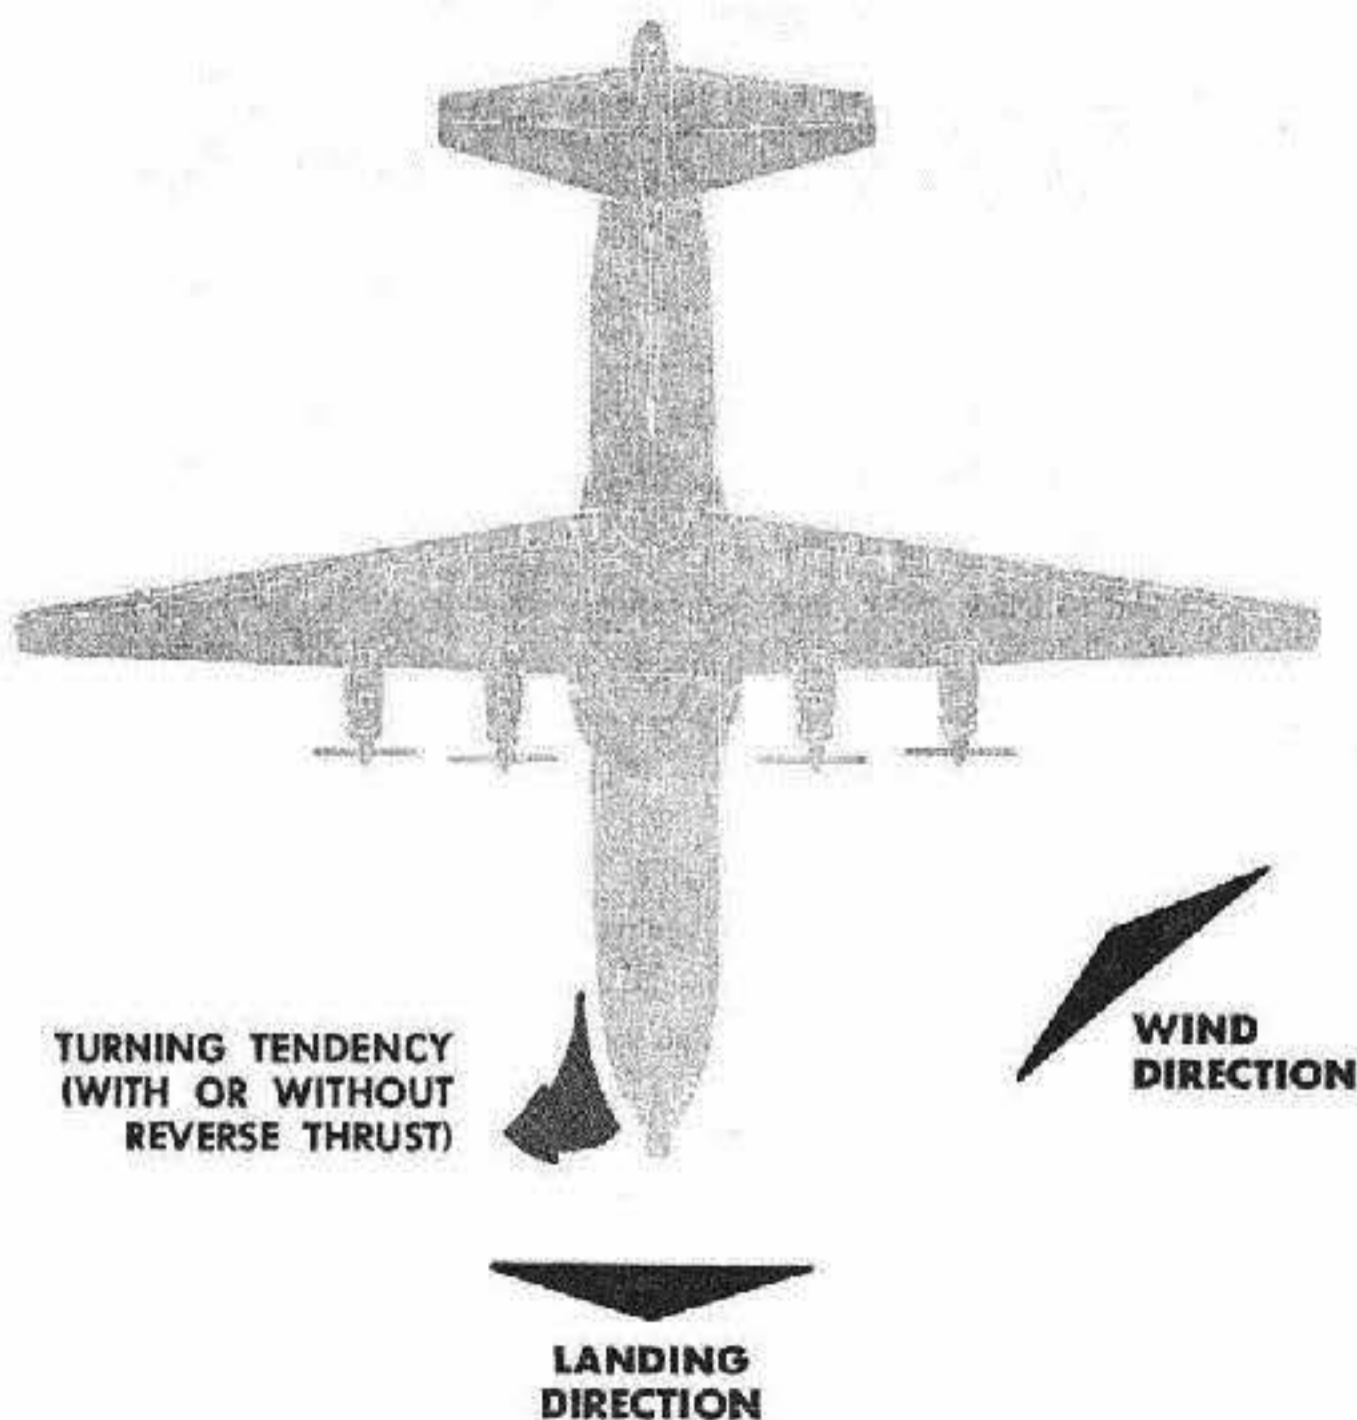 TURNING TENDENCY
(WITH OR WITHOUT
REVERSE THRUST)
WIND
DIRECTION
LANDING
DIRECTION